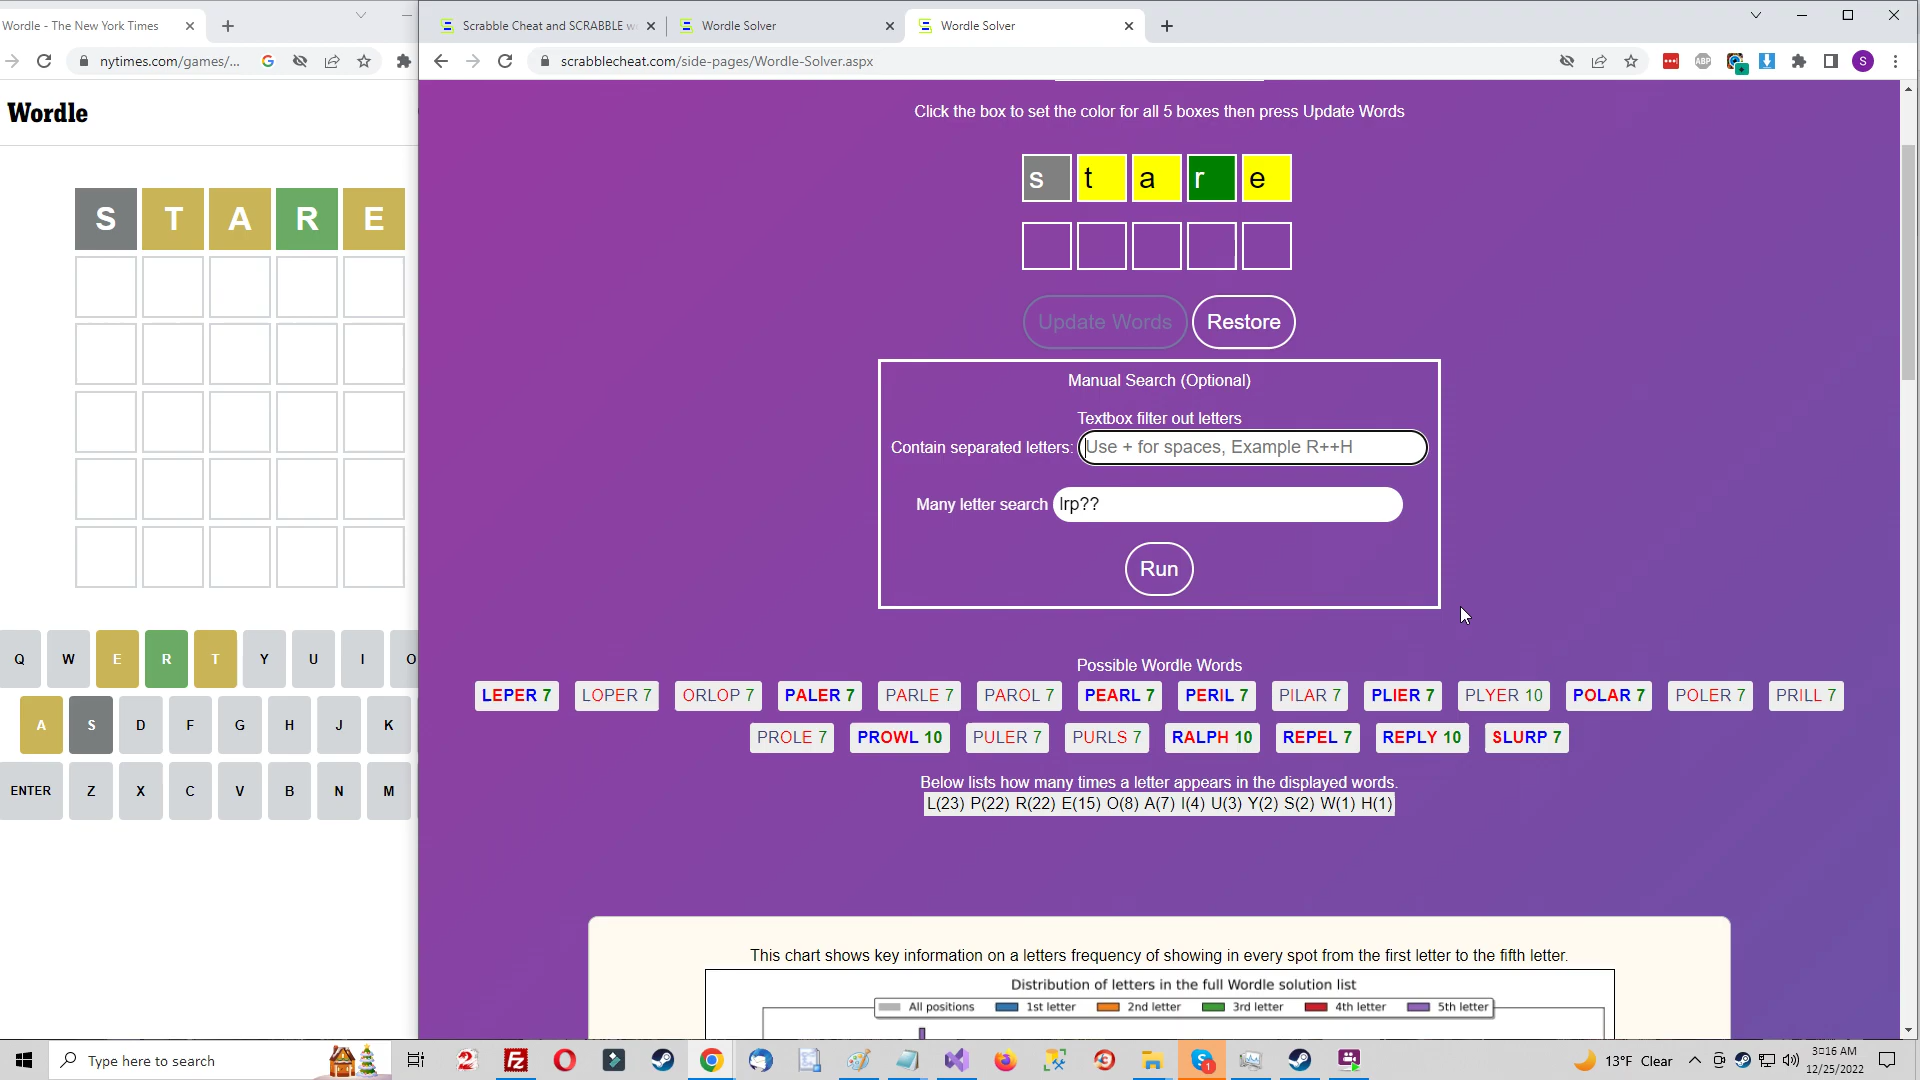 Wordle - The New York Times
Scrabble Cheat and SCRABBLE w
Wordle Solver
Wordle Solver
nytimes.com/games/...
scrabblecheat.com/side-pages/Wordle-Solver.aspx
ABP
S
Wordle
Click the box to set the color for all 5 boxes then press Update Words
s t a r e
S T A R E
Update Words
Restore
Manual Search (Optional)
Textbox filter out letters
Contain separated letters: Use + for spaces, Example R++H
Many letter search lrp??
Run
Q W E R T Y U I O
A S D F G H J K
ENTER Z X C V B N M
Possible Wordle Words
LEPER 7 LOPER 7 ORLOP 7 PALER 7 PARLE 7 PAROL 7 PEARL 7 PERIL 7 PILAR 7 PLIER 7 PLYER 10 POLAR 7 POLER 7 PRILL 7
PROLE 7 PROWL 10 PULER 7 PURLS 7 RALPH 10 REPEL 7 REPLY 10 SLURP 7
Below lists how many times a letter appears in the displayed words.
L(23) P(22) R(22) E(15) O(8) A(7) I(4) U(3) Y(2) S(2) W(1) H(1)
This chart shows key information on a letters frequency of showing in every spot from the first letter to the fifth letter.
Distribution of letters in the full Wordle solution list
All positions 1st letter 2nd letter 3rd letter 4th letter 5th letter
Type here to search
13°F Clear
3:16 AM
12/25/2022